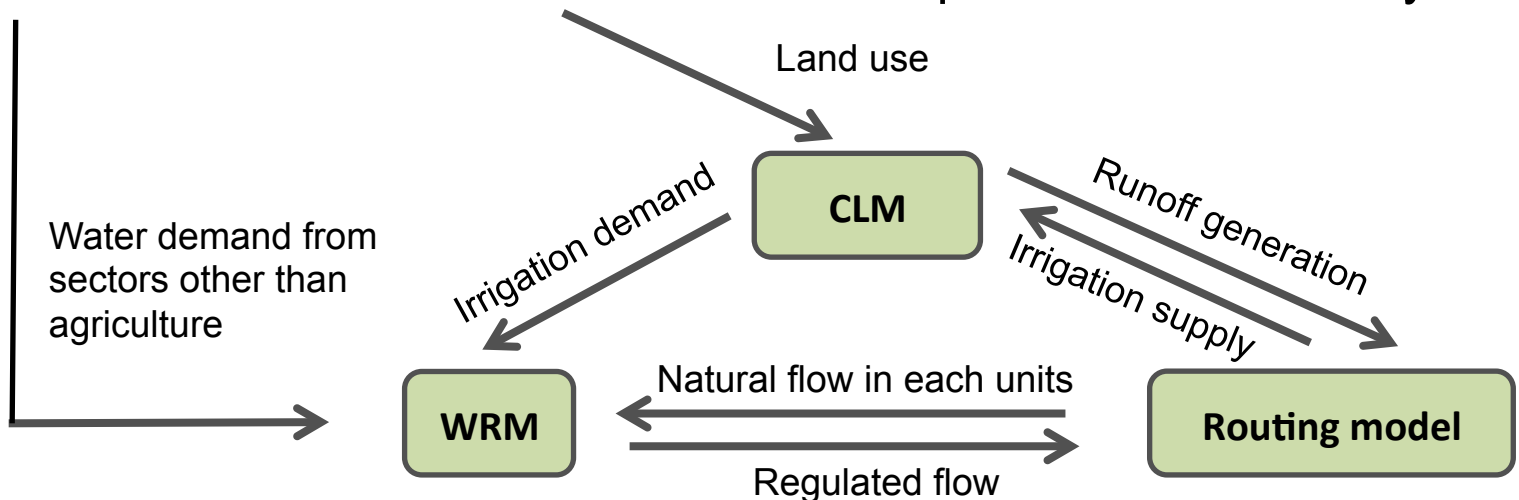 Land use
CLM
Irrigation demand
Runoff generation
Irrigation supply
Water demand from
sectors other than
agriculture
Natural flow in each units
WRM
Routing model
Regulated flow